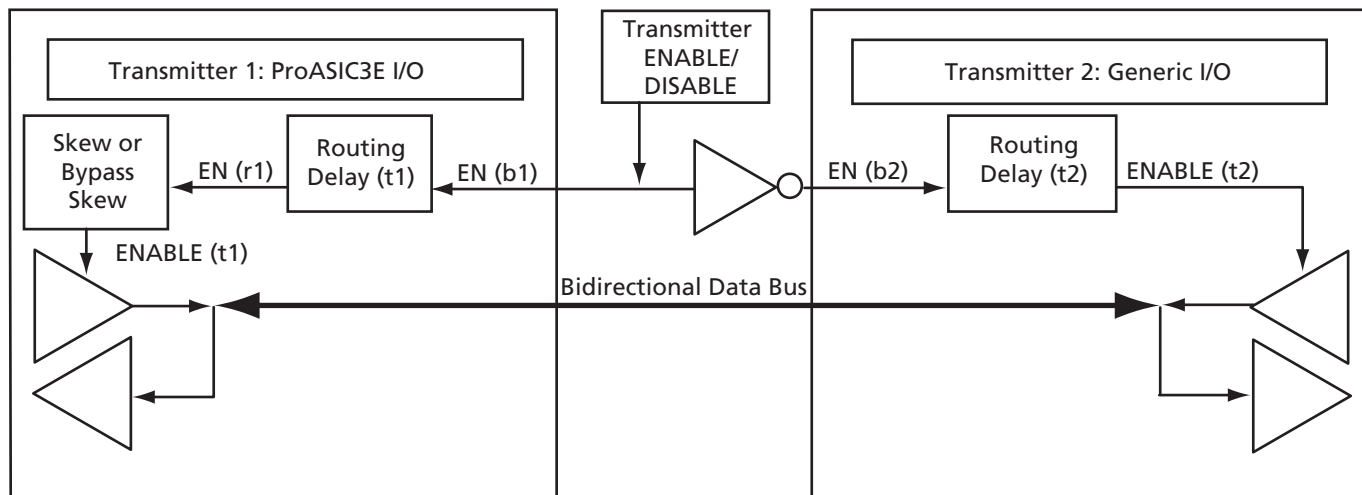 Transmitter 1: ProASIC3E I/O
Transmitter
ENABLE/
DISABLE
Transmitter 2: Generic I/O
Skew or
Bypass
Skew
EN (r1)
Routing
Delay (t1)
EN (b1)
EN (b2)
Routing
Delay (t2)
ENABLE (t2)
ENABLE (t1)
Bidirectional Data Bus